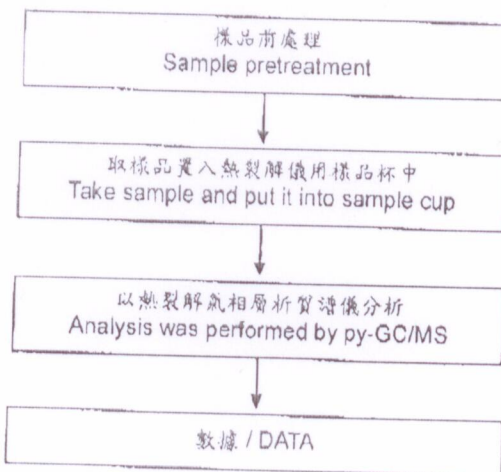 樣品前處理
Sample pretreatment
取樣品置入熱裂解儀用樣品杯中
Take sample and put it into sample cup
以熱裂解氣相層析質譜儀分析
Analysis was performed by py-GC/MS
數據 / DATA